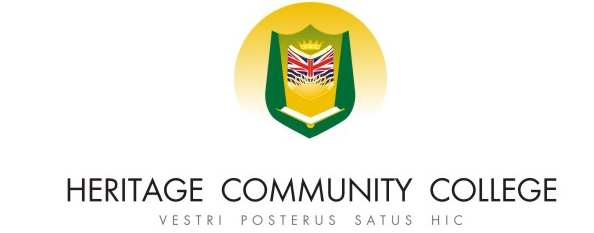 HERITAGE COMMUNITY COLLEGE
VESTRI POSTERUS SATUS HIC